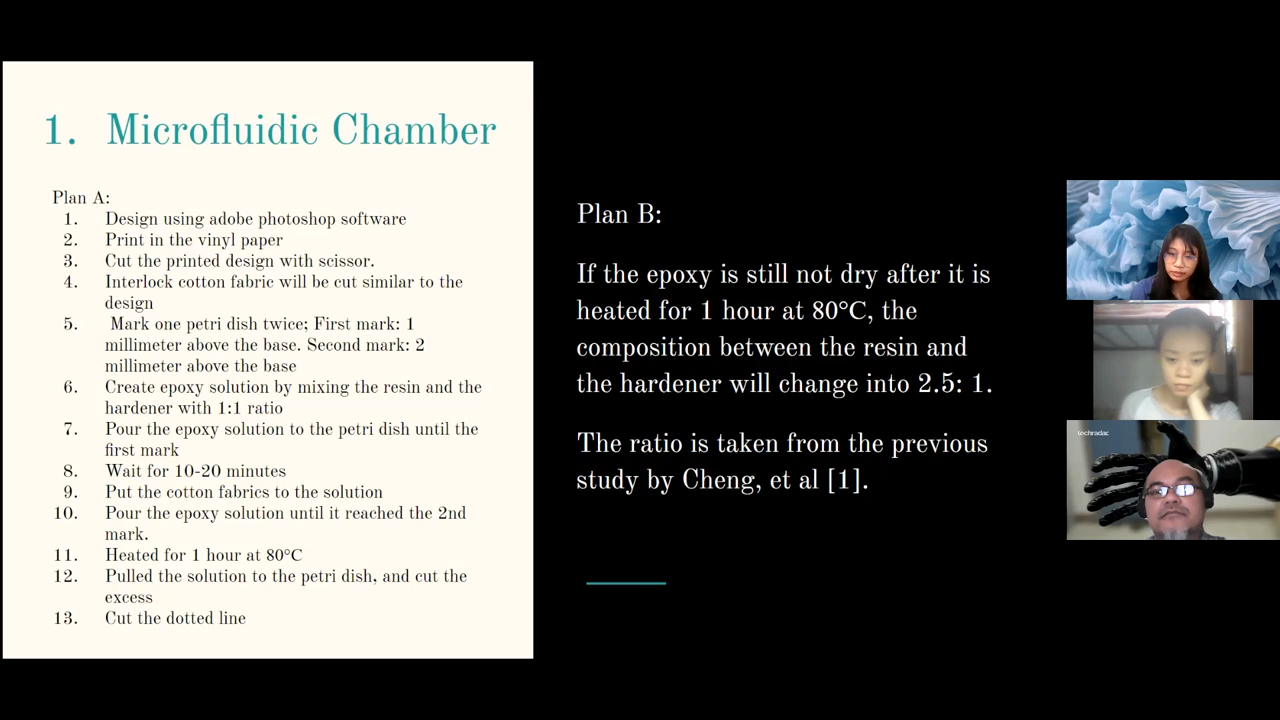 1. Microfluidic Chamber
Plan A:
1. Design using adobe photoshop software
2. Print in the vinyl paper
3. Cut the printed design with scissor.
4. Interlock cotton fabric will be cut similar to the
design
5. Mark one petri dish twice; First mark: 1
millimeter above the base. Second mark: 2
millimeter above the base
6. Create epoxy solution by mixing the resin and the
hardener with 1:1 ratio
7. Pour the epoxy solution to the petri dish until the
first mark
8. Wait for 10-20 minutes
9. Put the cotton fabrics to the solution
10. Pour the epoxy solution until it reached the 2nd
mark.
11. Heated for 1 hour at 80°C
12. Pulled the solution to the petri dish, and cut the
excess
13. Cut the dotted line
Plan B:
If the epoxy is still not dry after it is
heated for 1 hour at 80°C, the
composition between the resin and
the hardener will change into 2.5: 1.
The ratio is taken from the previous
study by Cheng, et al [1].
techradar